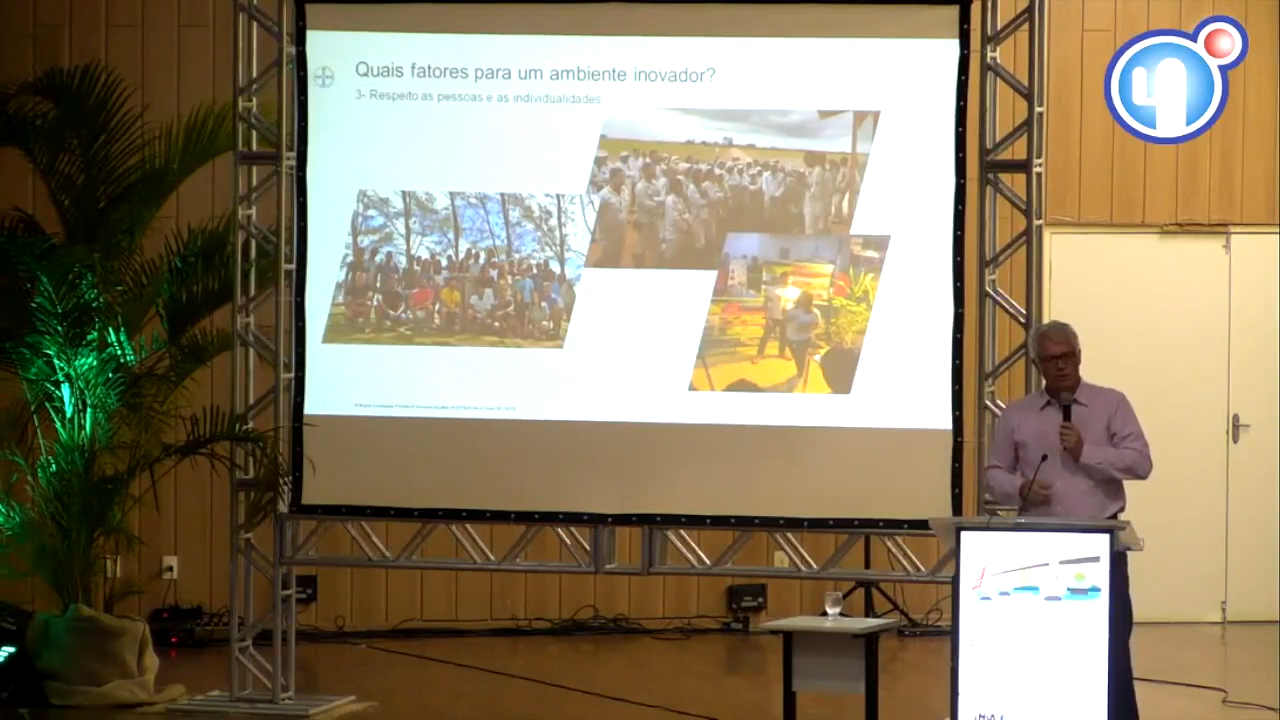 Quais fatores para um ambiente inovador?
3- Respeito as pessoas e as individualidades